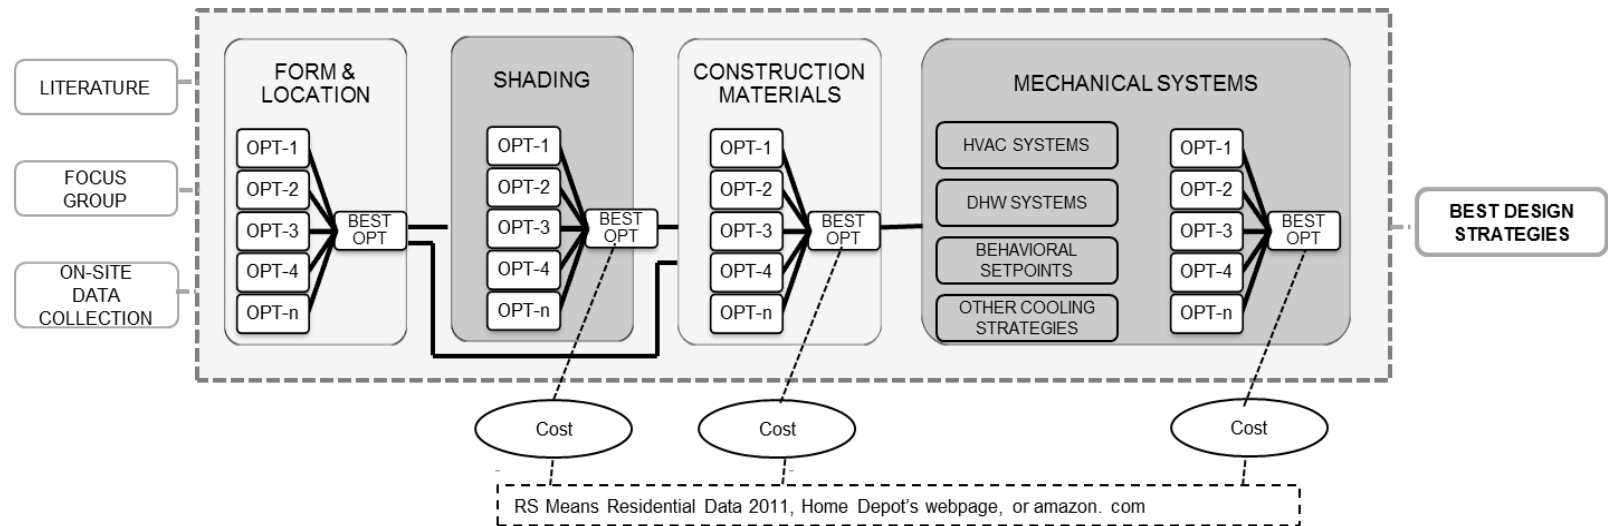 LITERATURE
FOCUS
GROUP
ON-SITE
DATA
COLLECTION
FORM &
LOCATION
OPT-1
OPT-2
OPT-3
OPT-4
OPT-n
BEST
OPT
SHADING
OPT-1
OPT-2
OPT-3
OPT-4
OPT-n
BEST
OPT
CONSTRUCTION
MATERIALS
OPT-1
OPT-2
OPT-3
OPT-4
OPT-n
BEST
OPT
MECHANICAL SYSTEMS
HVAC SYSTEMS
DHW SYSTEMS
BEHAVIORAL
SETPOINTS
OTHER COOLING
STRATEGIES
OPT-1
OPT-2
OPT-3
OPT-4
OPT-n
BEST
OPT
BEST DESIGN
STRATEGIES
Cost
Cost
Cost
RS Means Residential Data 2011, Home Depot's webpage, or amazon. com